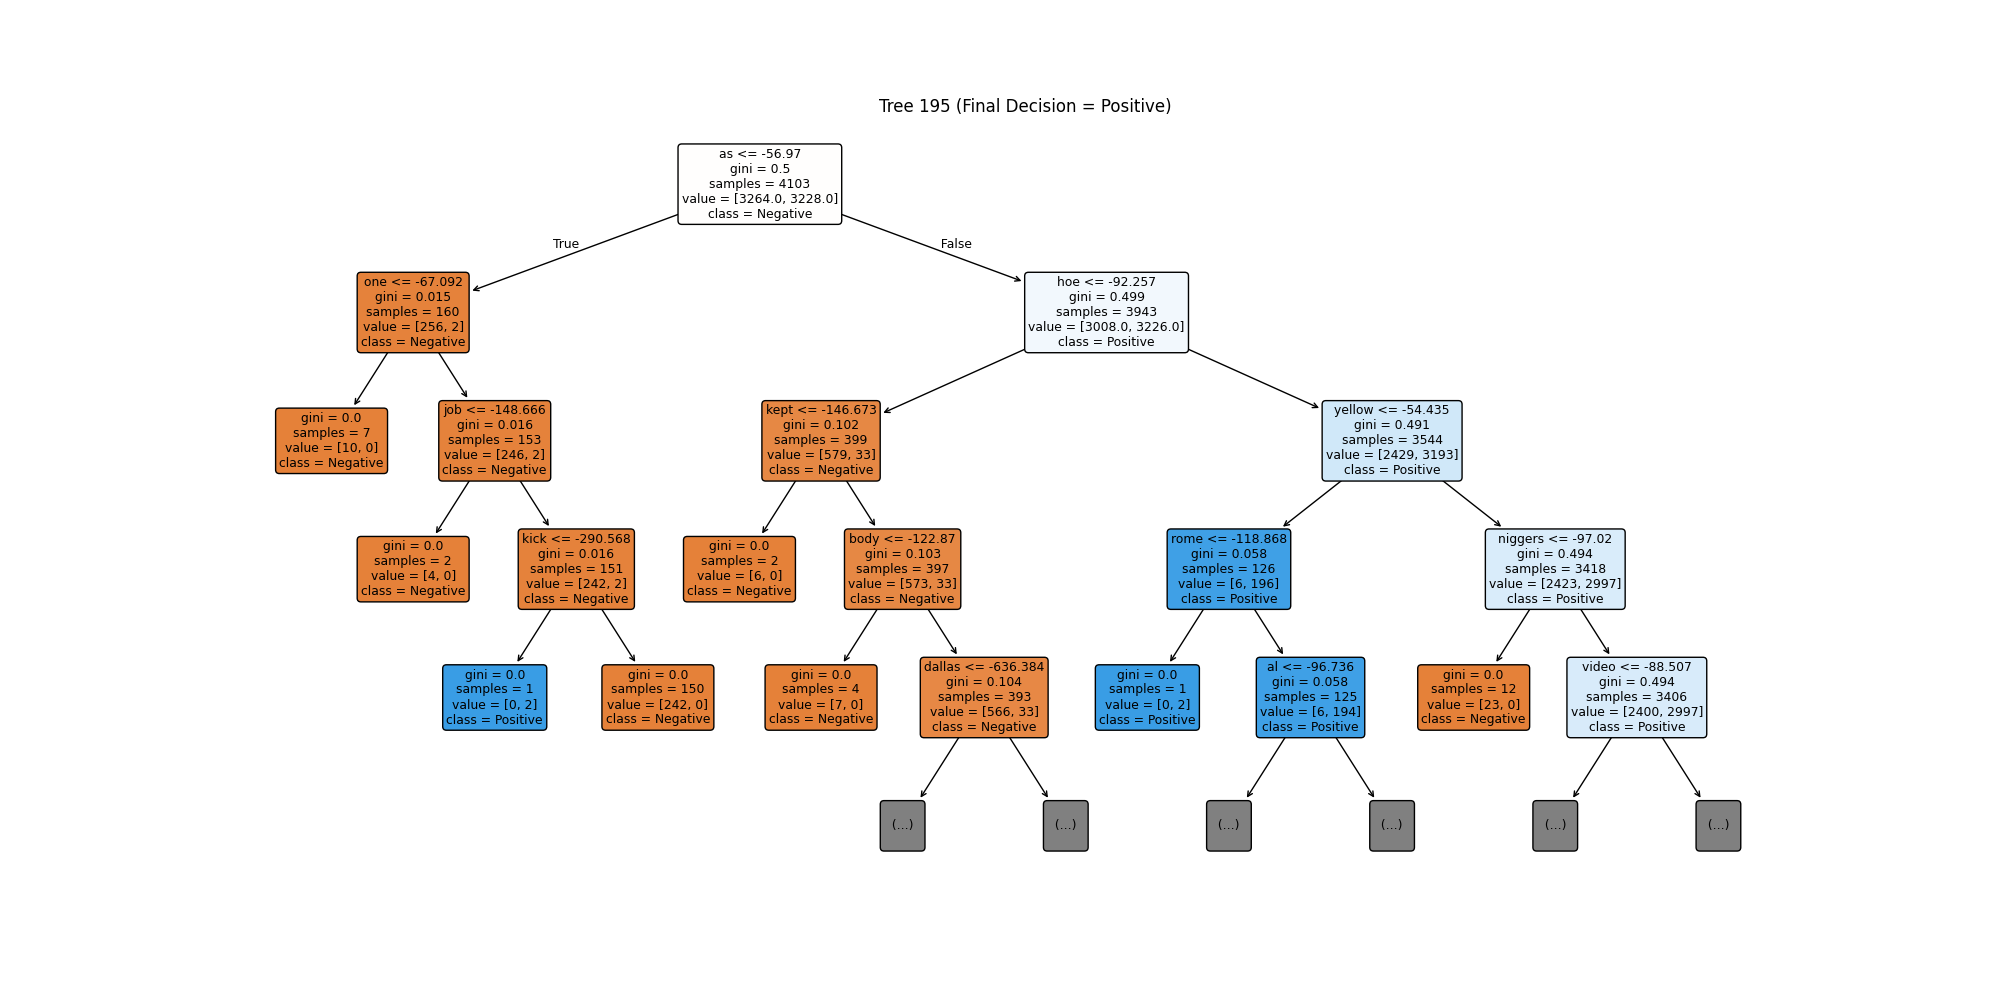 Tree 195 (Final Decision = Positive)
as <= -56.97
gini = 0.5
samples = 4103
value = [3264.0, 3228.0]
class = Negative
True
False
one <= -67.092
gini = 0.015
samples = 160
value = [256, 2]
class = Negative
hoe <= -92.257
gini = 0.499
samples = 3943
value = [3008.0, 3226.0]
class = Positive
gini = 0.0
samples = 7
value = [10, 0]
class = Negative
job <= -148.666
gini = 0.016
samples = 153
value = [246, 2]
class = Negative
kept <= -146.673
gini = 0.102
samples = 399
value = [579, 33]
class = Negative
yellow <= -54.435
gini = 0.491
samples = 3544
value = [2429, 3193]
class = Positive
gini = 0.0
samples = 2
value = [4, 0]
class = Negative
kick <= -290.568
gini = 0.016
samples = 151
value = [242, 2]
class = Negative
gini = 0.0
samples = 2
value = [6, 0]
class = Negative
body <= -122.87
gini = 0.103
samples = 397
value = [573, 33]
class = Negative
rome <= -118.868
gini = 0.058
samples = 126
value = [6, 196]
class = Positive
niggers <= -97.02
gini = 0.494
samples = 3418
value = [2423, 2997]
class = Positive
gini = 0.0
samples = 1
value = [0, 2]
class = Positive
gini = 0.0
samples = 150
value = [242, 0]
class = Negative
gini = 0.0
samples = 4
value = [7, 0]
class = Negative
dallas <= -636.384
gini = 0.104
samples = 393
value = [566, 33]
class = Negative
gini = 0.0
samples = 1
value = [0, 2]
class = Positive
al <= -96.736
gini = 0.058
samples = 125
value = [6, 194]
class = Positive
gini = 0.0
samples = 12
value = [23, 0]
class = Negative
video <= -88.507
gini = 0.494
samples = 3406
value = [2400, 2997]
class = Positive
(...)
(...)
(...)
(...)
(...)
(...)